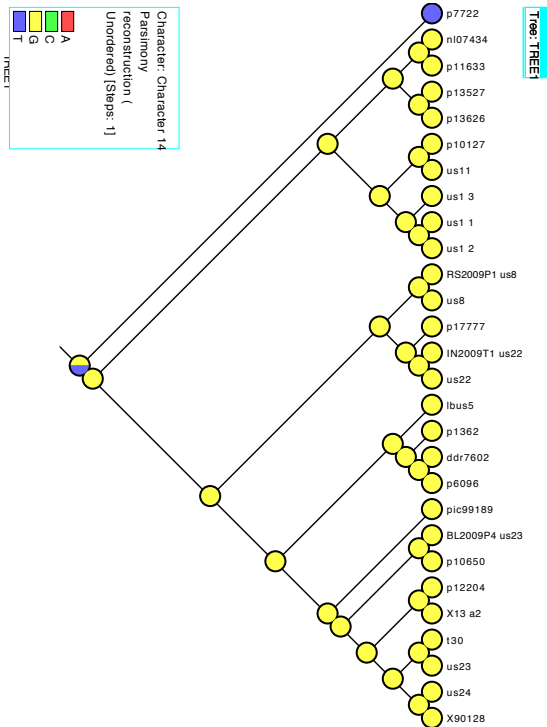 Tree: TREE1
p7722
nl07434
p11633
p13527
p13626
p10127
us11
us1 3
us1 1
us1 2
RS2009P1 us8
us8
p17777
IN2009T1 us22
us22
lbus5
p1362
ddr7602
p6096
pic99189
BL2009P4 us23
p10650
p12204
X13 a2
t30
us23
us24
X90128
Character: Character 14
Parsimony
reconstruction (
Unordered) [Steps: 1]
A
C
G
T